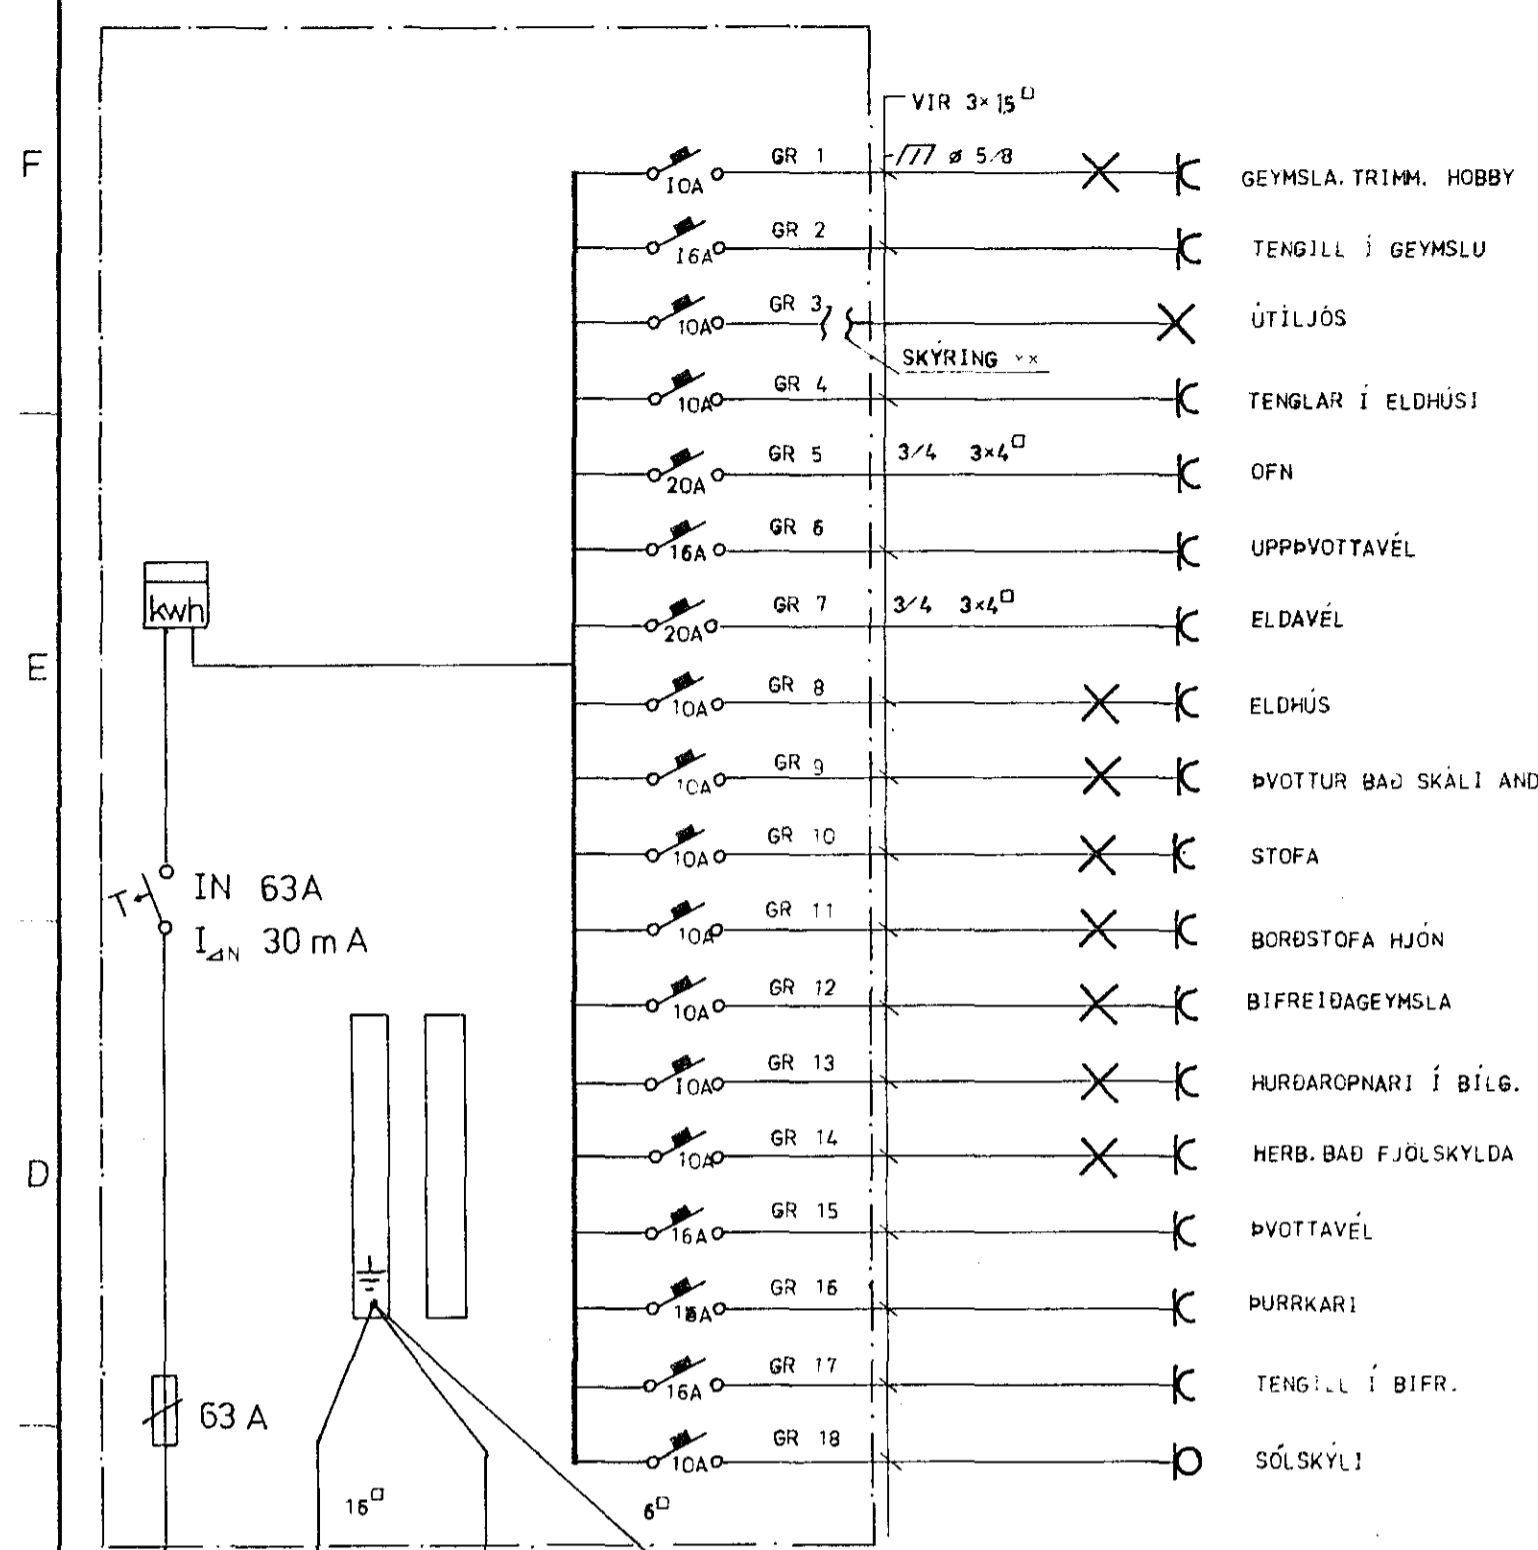 VIR 3×1,5□
F
GR 1 ø 5/8
10A
GEYMSLA. TRIMM. HOBBY
GR 2
16A
TENGILL Í GEYMSLU
GR 3
10A
ÚTILJÓS
SKÝRING ××
GR 4
10A
TENGLAR Í ELDHÚSI
GR 5 3/4 3×4□
20A
OFN
GR 6
16A
UPPÞVOTTAVÉL
kwh
GR 7 3/4 3×4□
20A
ELDAVÉL
E
GR 8
10A
ELDHÚS
GR 9
10A
ÞVOTTUR BAÐ SKÁLI AND
GR 10
10A
STOFA
T
IN 63A
I⊿N 30 mA
GR 11
10A
BORÐSTOFA HJÓN
GR 12
10A
BIFREIÐAGEYMSLA
GR 13
10A
HURÐAROPNARI Í BÍLG.
D
GR 14
10A
HERB. BAÐ FJÖLSKYLDA
GR 15
16A
ÞVOTTAVÉL
GR 16
16A
ÞURRKARI
GR 17
16A
TENGILL Í BIFR.
63 A
GR 18
10A
SÓLSKÝLI
16□
6□